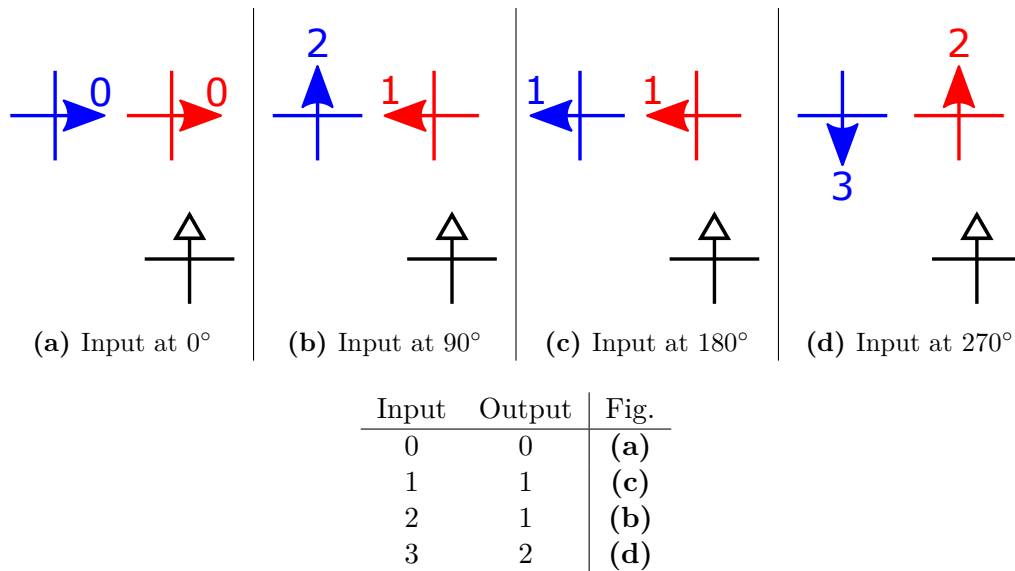 0 0
2
1
1 1
2
3
(a) Input at 0°
(b) Input at 90°
(c) Input at 180°
(d) Input at 270°
Input Output Fig.
0 0 (a)
1 1 (c)
2 1 (b)
3 2 (d)